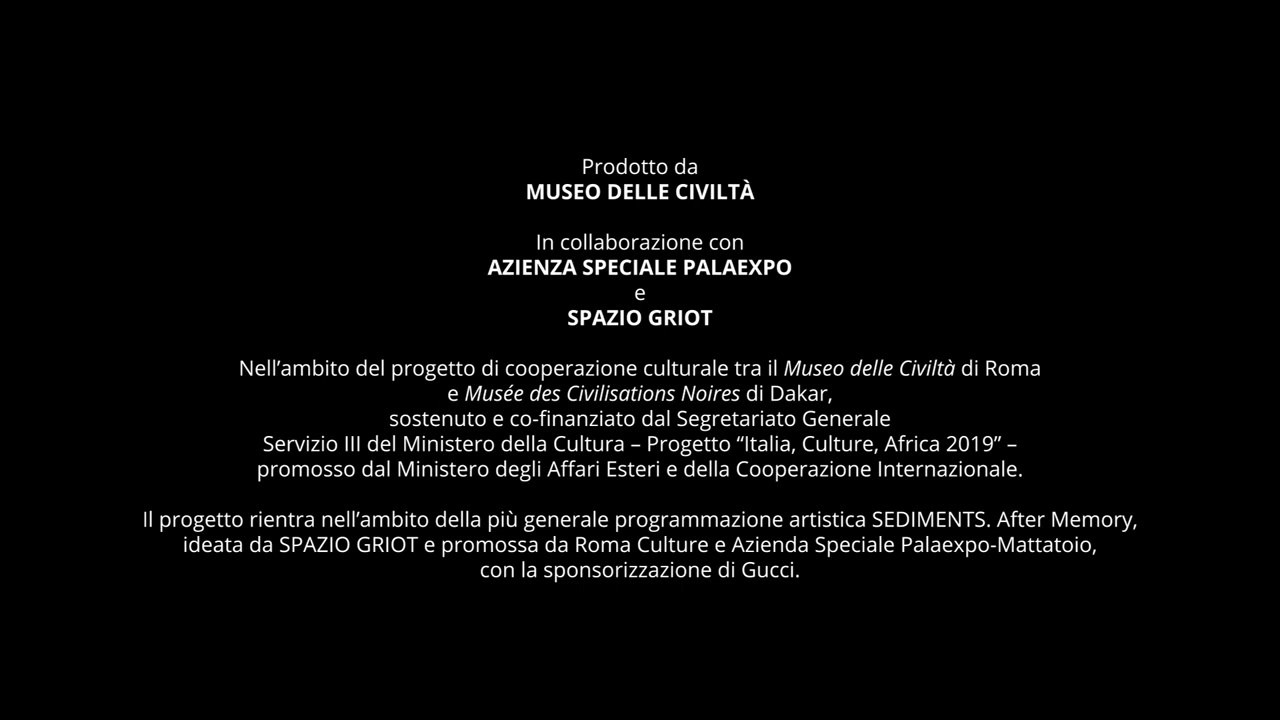 Prodotto da
MUSEO DELLE CIVILTÀ
In collaborazione con
AZIENZA SPECIALE PALAEXPO
e
SPAZIO GRIOT
Nell’ambito del progetto di cooperazione culturale tra il Museo delle Civiltà di Roma
e Musée des Civilisations Noires di Dakar,
sostenuto e co-finanziato dal Segretariato Generale
Servizio III del Ministero della Cultura – Progetto “Italia, Culture, Africa 2019” –
promosso dal Ministero degli Affari Esteri e della Cooperazione Internazionale.
Il progetto rientra nell’ambito della più generale programmazione artistica SEDIMENTS. After Memory,
ideata da SPAZIO GRIOT e promossa da Roma Culture e Azienda Speciale Palaexpo-Mattatoio,
con la sponsorizzazione di Gucci.